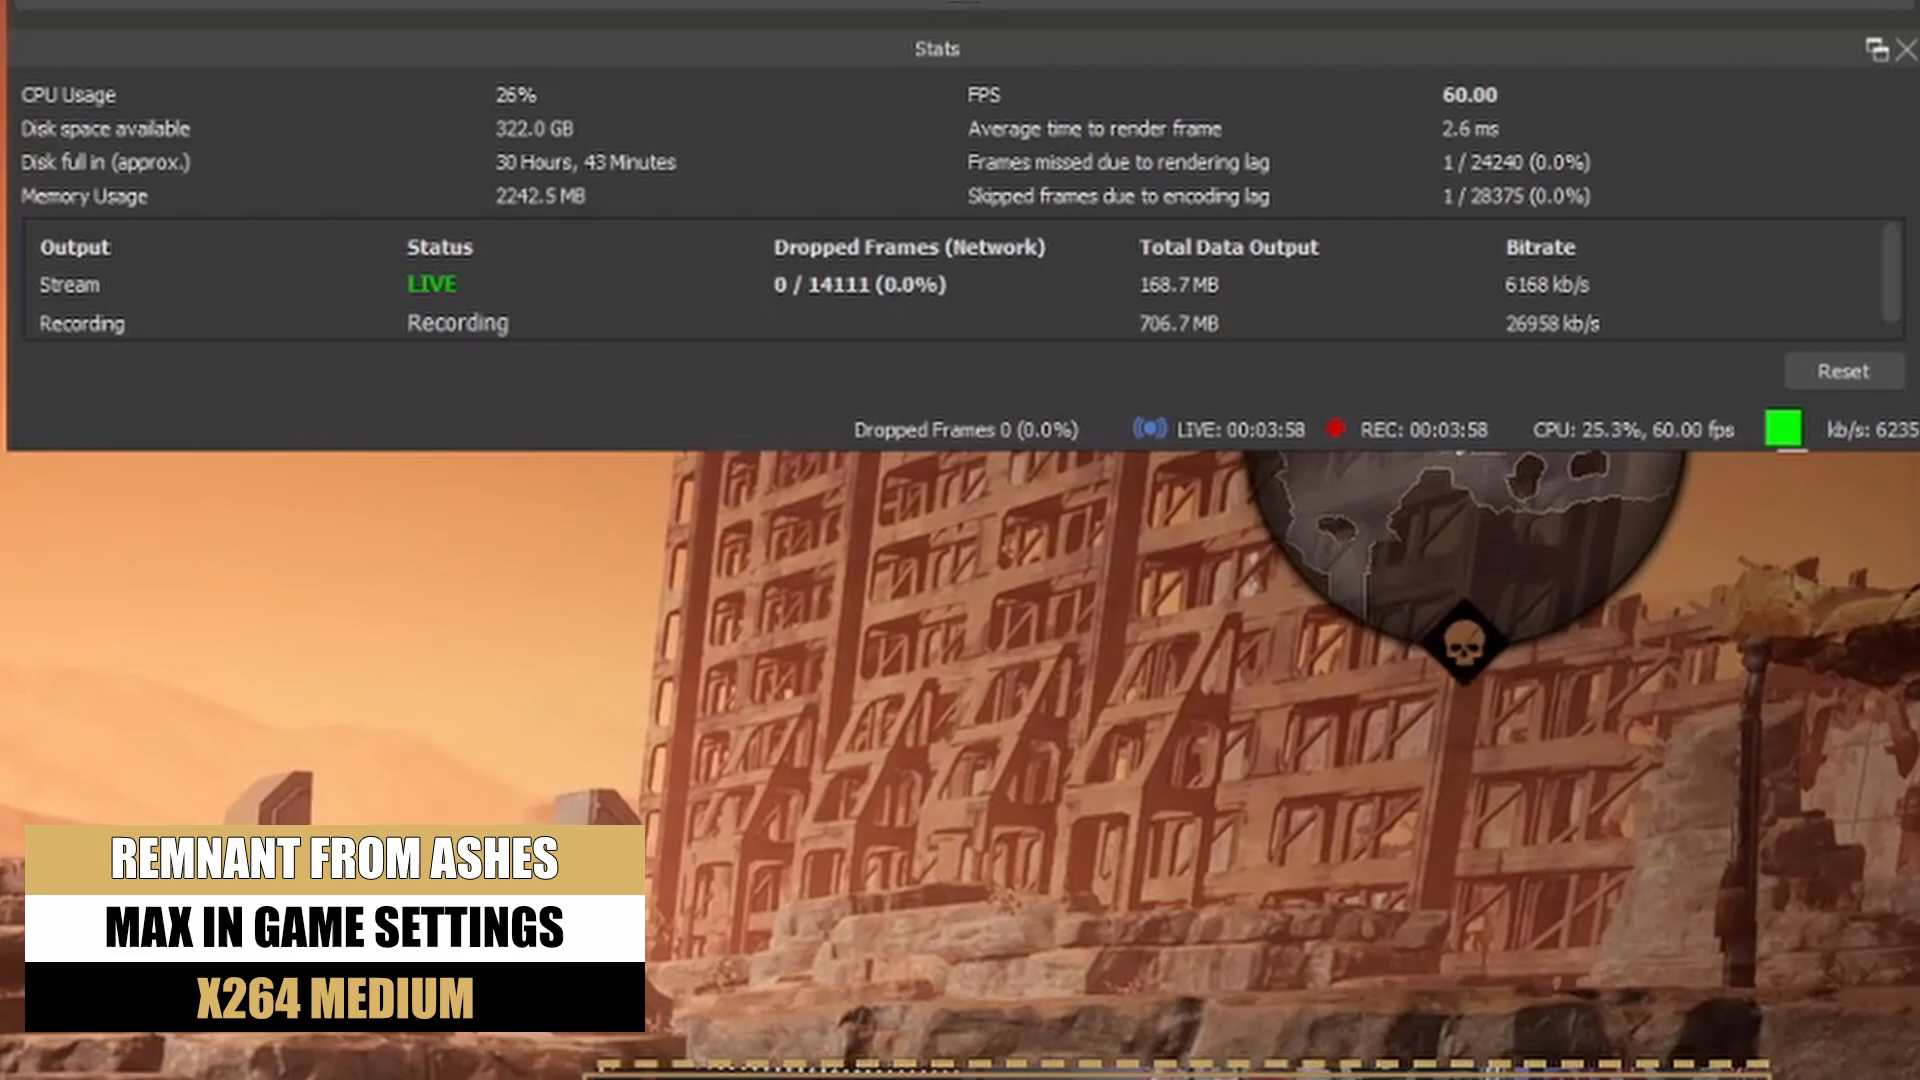 Stats
CPU Usage 26% FPS 60.00
Disk space available 322.0 GB Average time to render frame 2.6 ms
Disk full in (approx.) 30 Hours, 43 Minutes Frames missed due to rendering lag 1 / 24240 (0.0%)
Memory Usage 2242.5 MB Skipped frames due to encoding lag 1 / 28375 (0.0%)
Output Status Dropped Frames (Network) Total Data Output Bitrate
Stream LIVE 0 / 14111 (0.0%) 168.7 MB 6168 kb/s
Recording Recording 706.7 MB 26958 kb/s
Reset
Dropped Frames 0 (0.0%) LIVE: 00:03:58 REC: 00:03:58 CPU: 25.3%, 60.00 fps kb/s: 6235
REMNANT FROM ASHES
MAX IN GAME SETTINGS
X264 MEDIUM